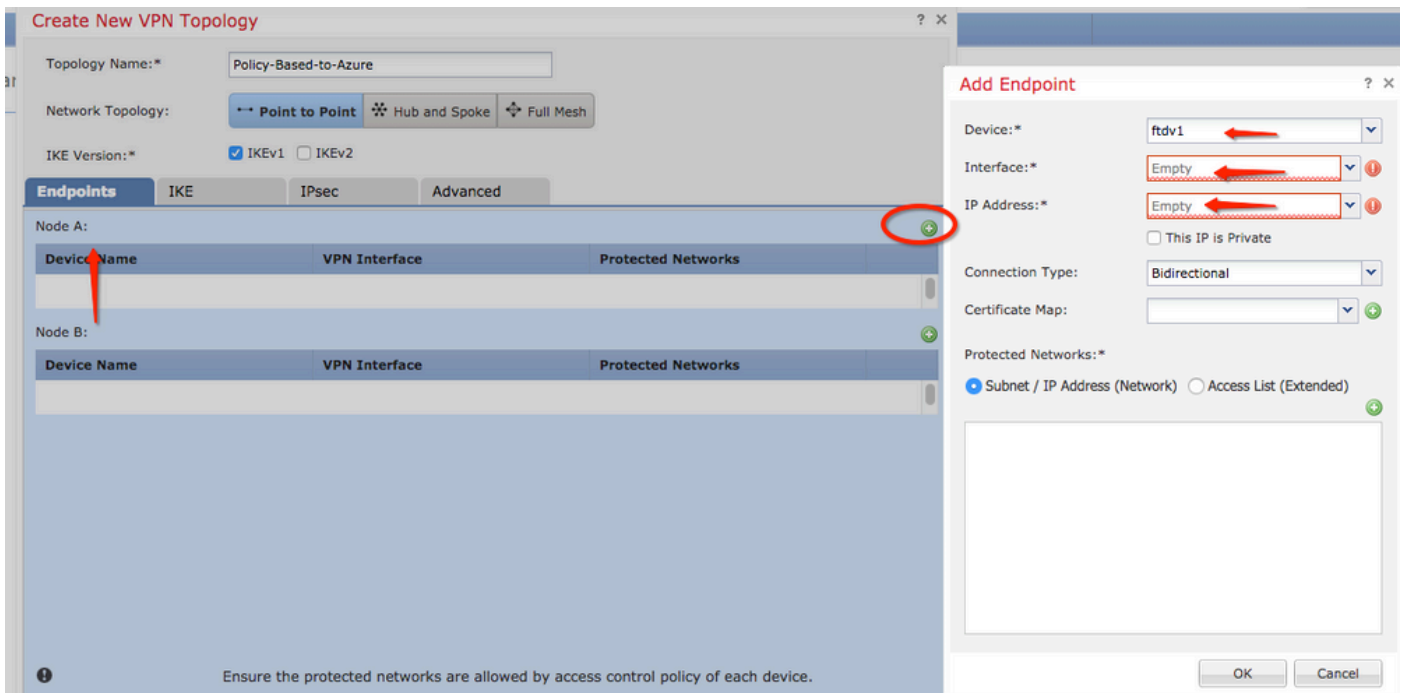 Create New VPN Topology
?
Topology Name:*
Policy-Based-to-Azure
Network Topology:
Point to Point
Hub and Spoke
Full Mesh
IKE Version:*
IKEv1
IKEv2
Endpoints
IKE
IPsec
Advanced
Node A:
Device Name
VPN Interface
Protected Networks
Node B:
Device Name
VPN Interface
Protected Networks
Ensure the protected networks are allowed by access control policy of each device.
Add Endpoint
?
Device:*
ftdv1
Interface:*
Empty
IP Address:*
Empty
This IP is Private
Connection Type:
Bidirectional
Certificate Map:
Protected Networks:*
Subnet / IP Address (Network)
Access List (Extended)
OK
Cancel